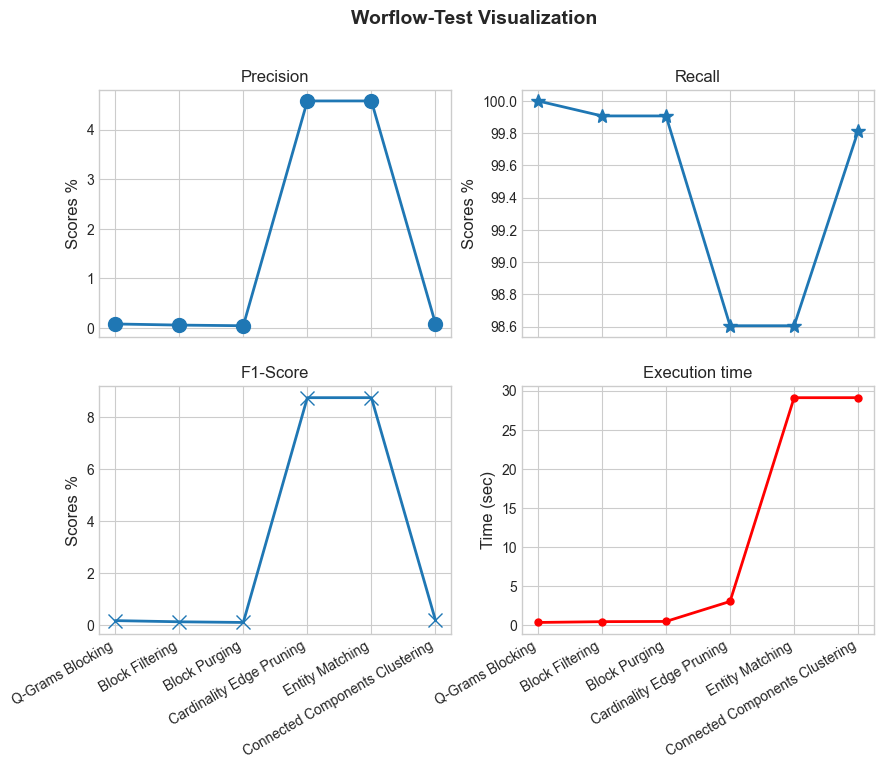 Worflow-Test Visualization
Precision
Scores %
4
3
2
1
0
Recall
Scores %
100.0
99.8
99.6
99.4
99.2
99.0
98.8
98.6
F1-Score
Scores %
8
6
4
2
0
Q-Grams Blocking
Block Filtering
Block Purging
Cardinality Edge Pruning
Entity Matching
Connected Components Clustering
Execution time
Time (sec)
30
25
20
15
10
5
0
Q-Grams Blocking
Block Filtering
Block Purging
Cardinality Edge Pruning
Entity Matching
Connected Components Clustering